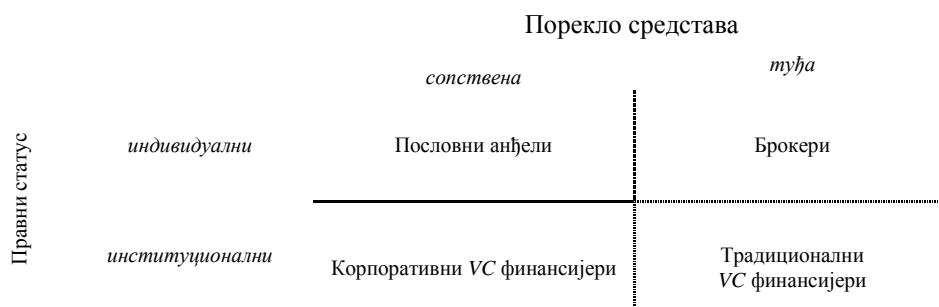 Порекло средстава
сопствена
туђа
Правни статус
индивидуални
Пословни анђели
Брокери
институционални
Корпоративни VC финансијери
Традиционални
VC финансијери